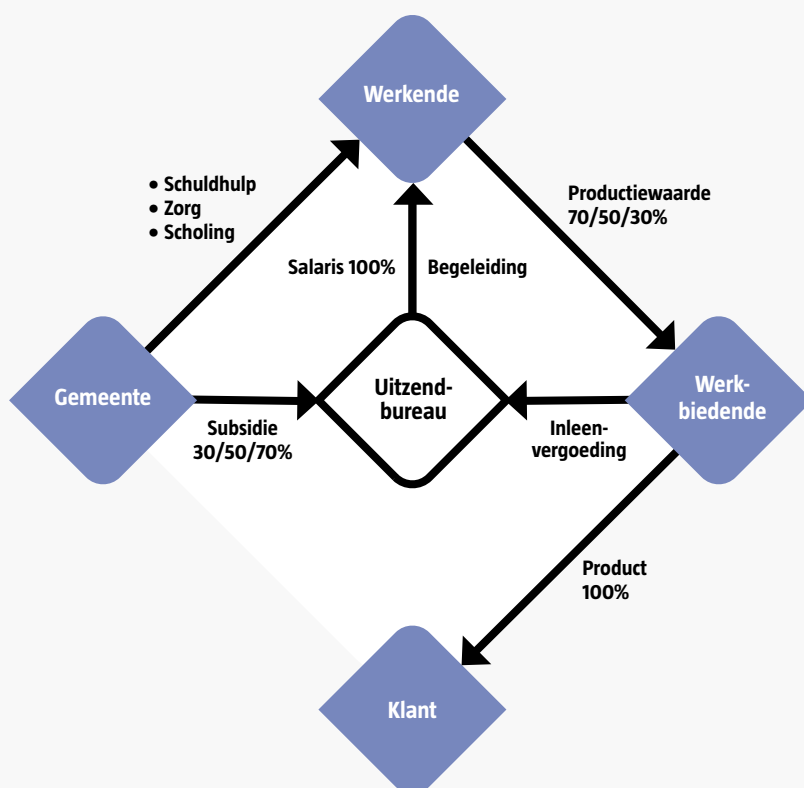 Werkende
• Schuldhulp
• Zorg
• Scholing
Productiewaarde
70/50/30%
Salaris 100%
Begeleiding
Gemeente
Uitzend-
bureau
Werk-
biedende
Subsidie
30/50/70%
Inleen-
vergoeding
Product
100%
Klant